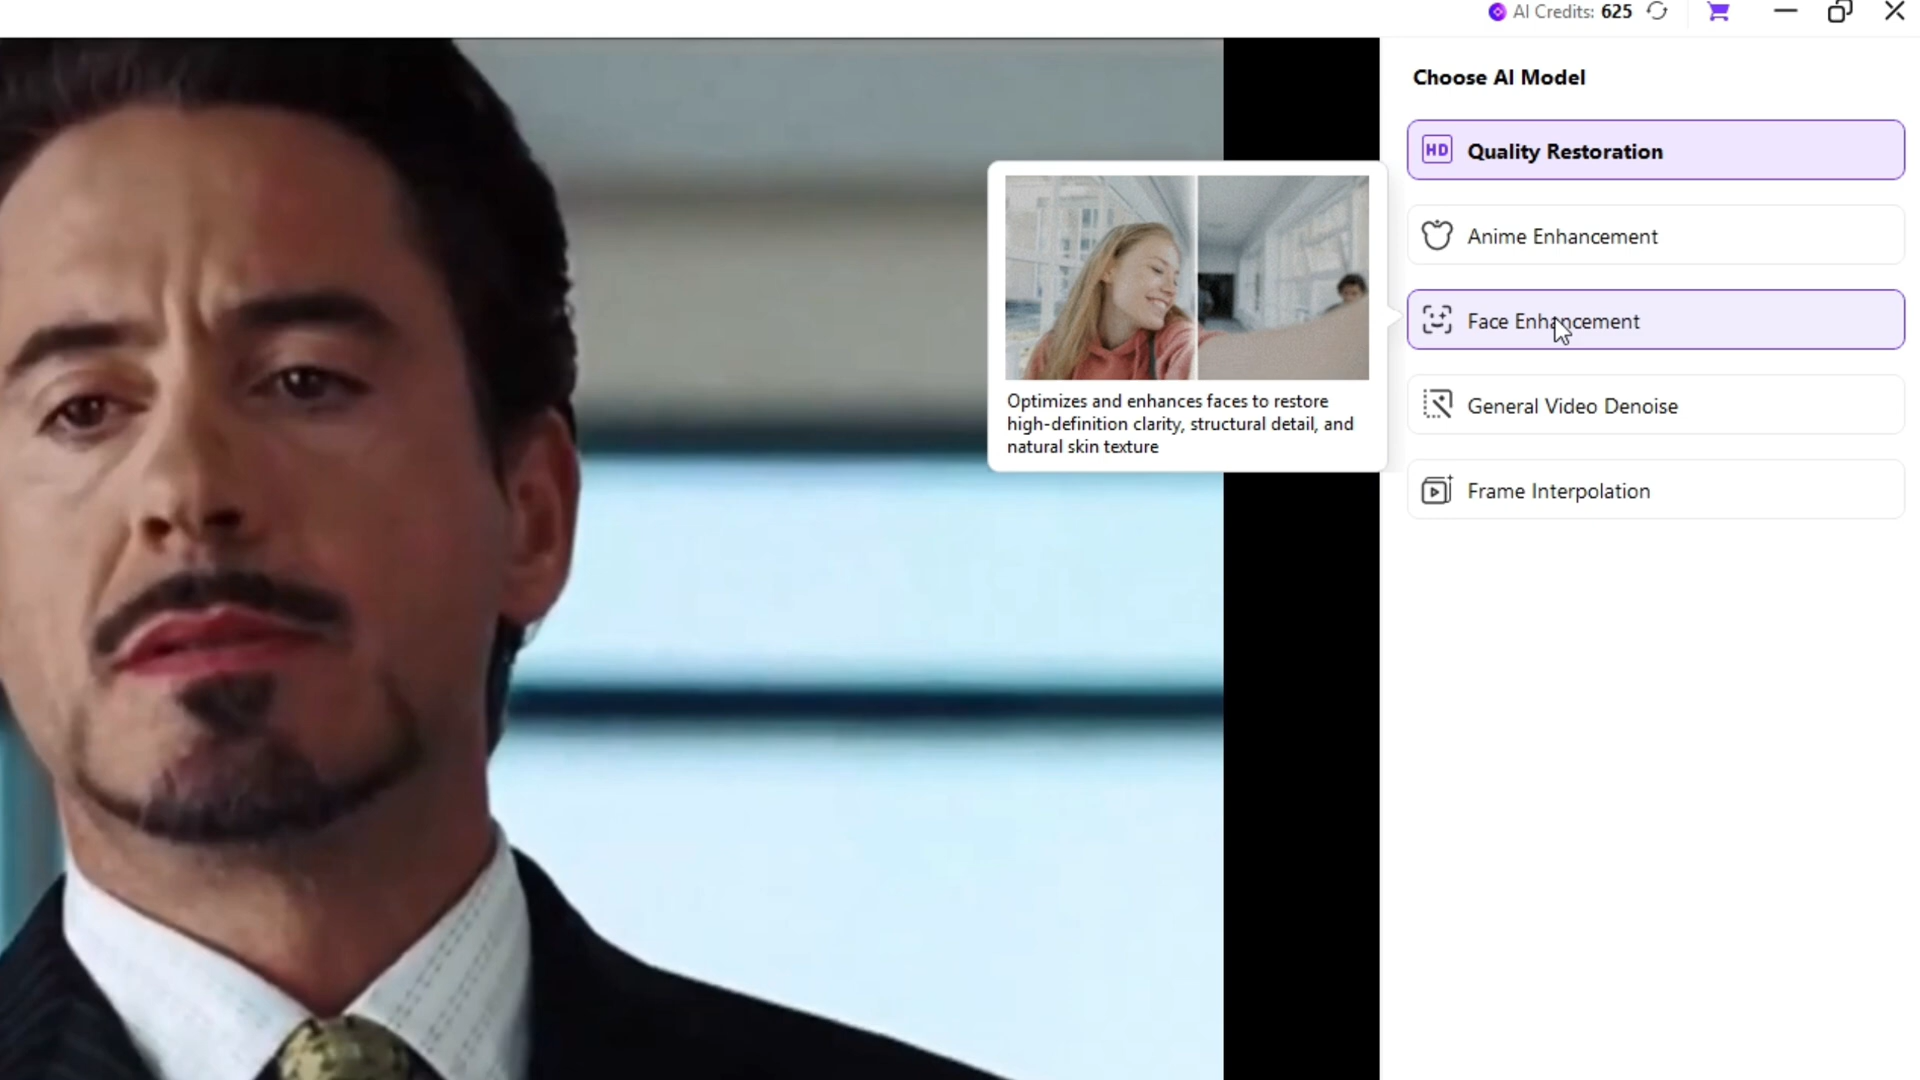 AI Credits: 625
Choose AI Model
HD Quality Restoration
Anime Enhancement
Face Enhancement
General Video Denoise
Frame Interpolation
Optimizes and enhances faces to restore
high-definition clarity, structural detail, and
natural skin texture